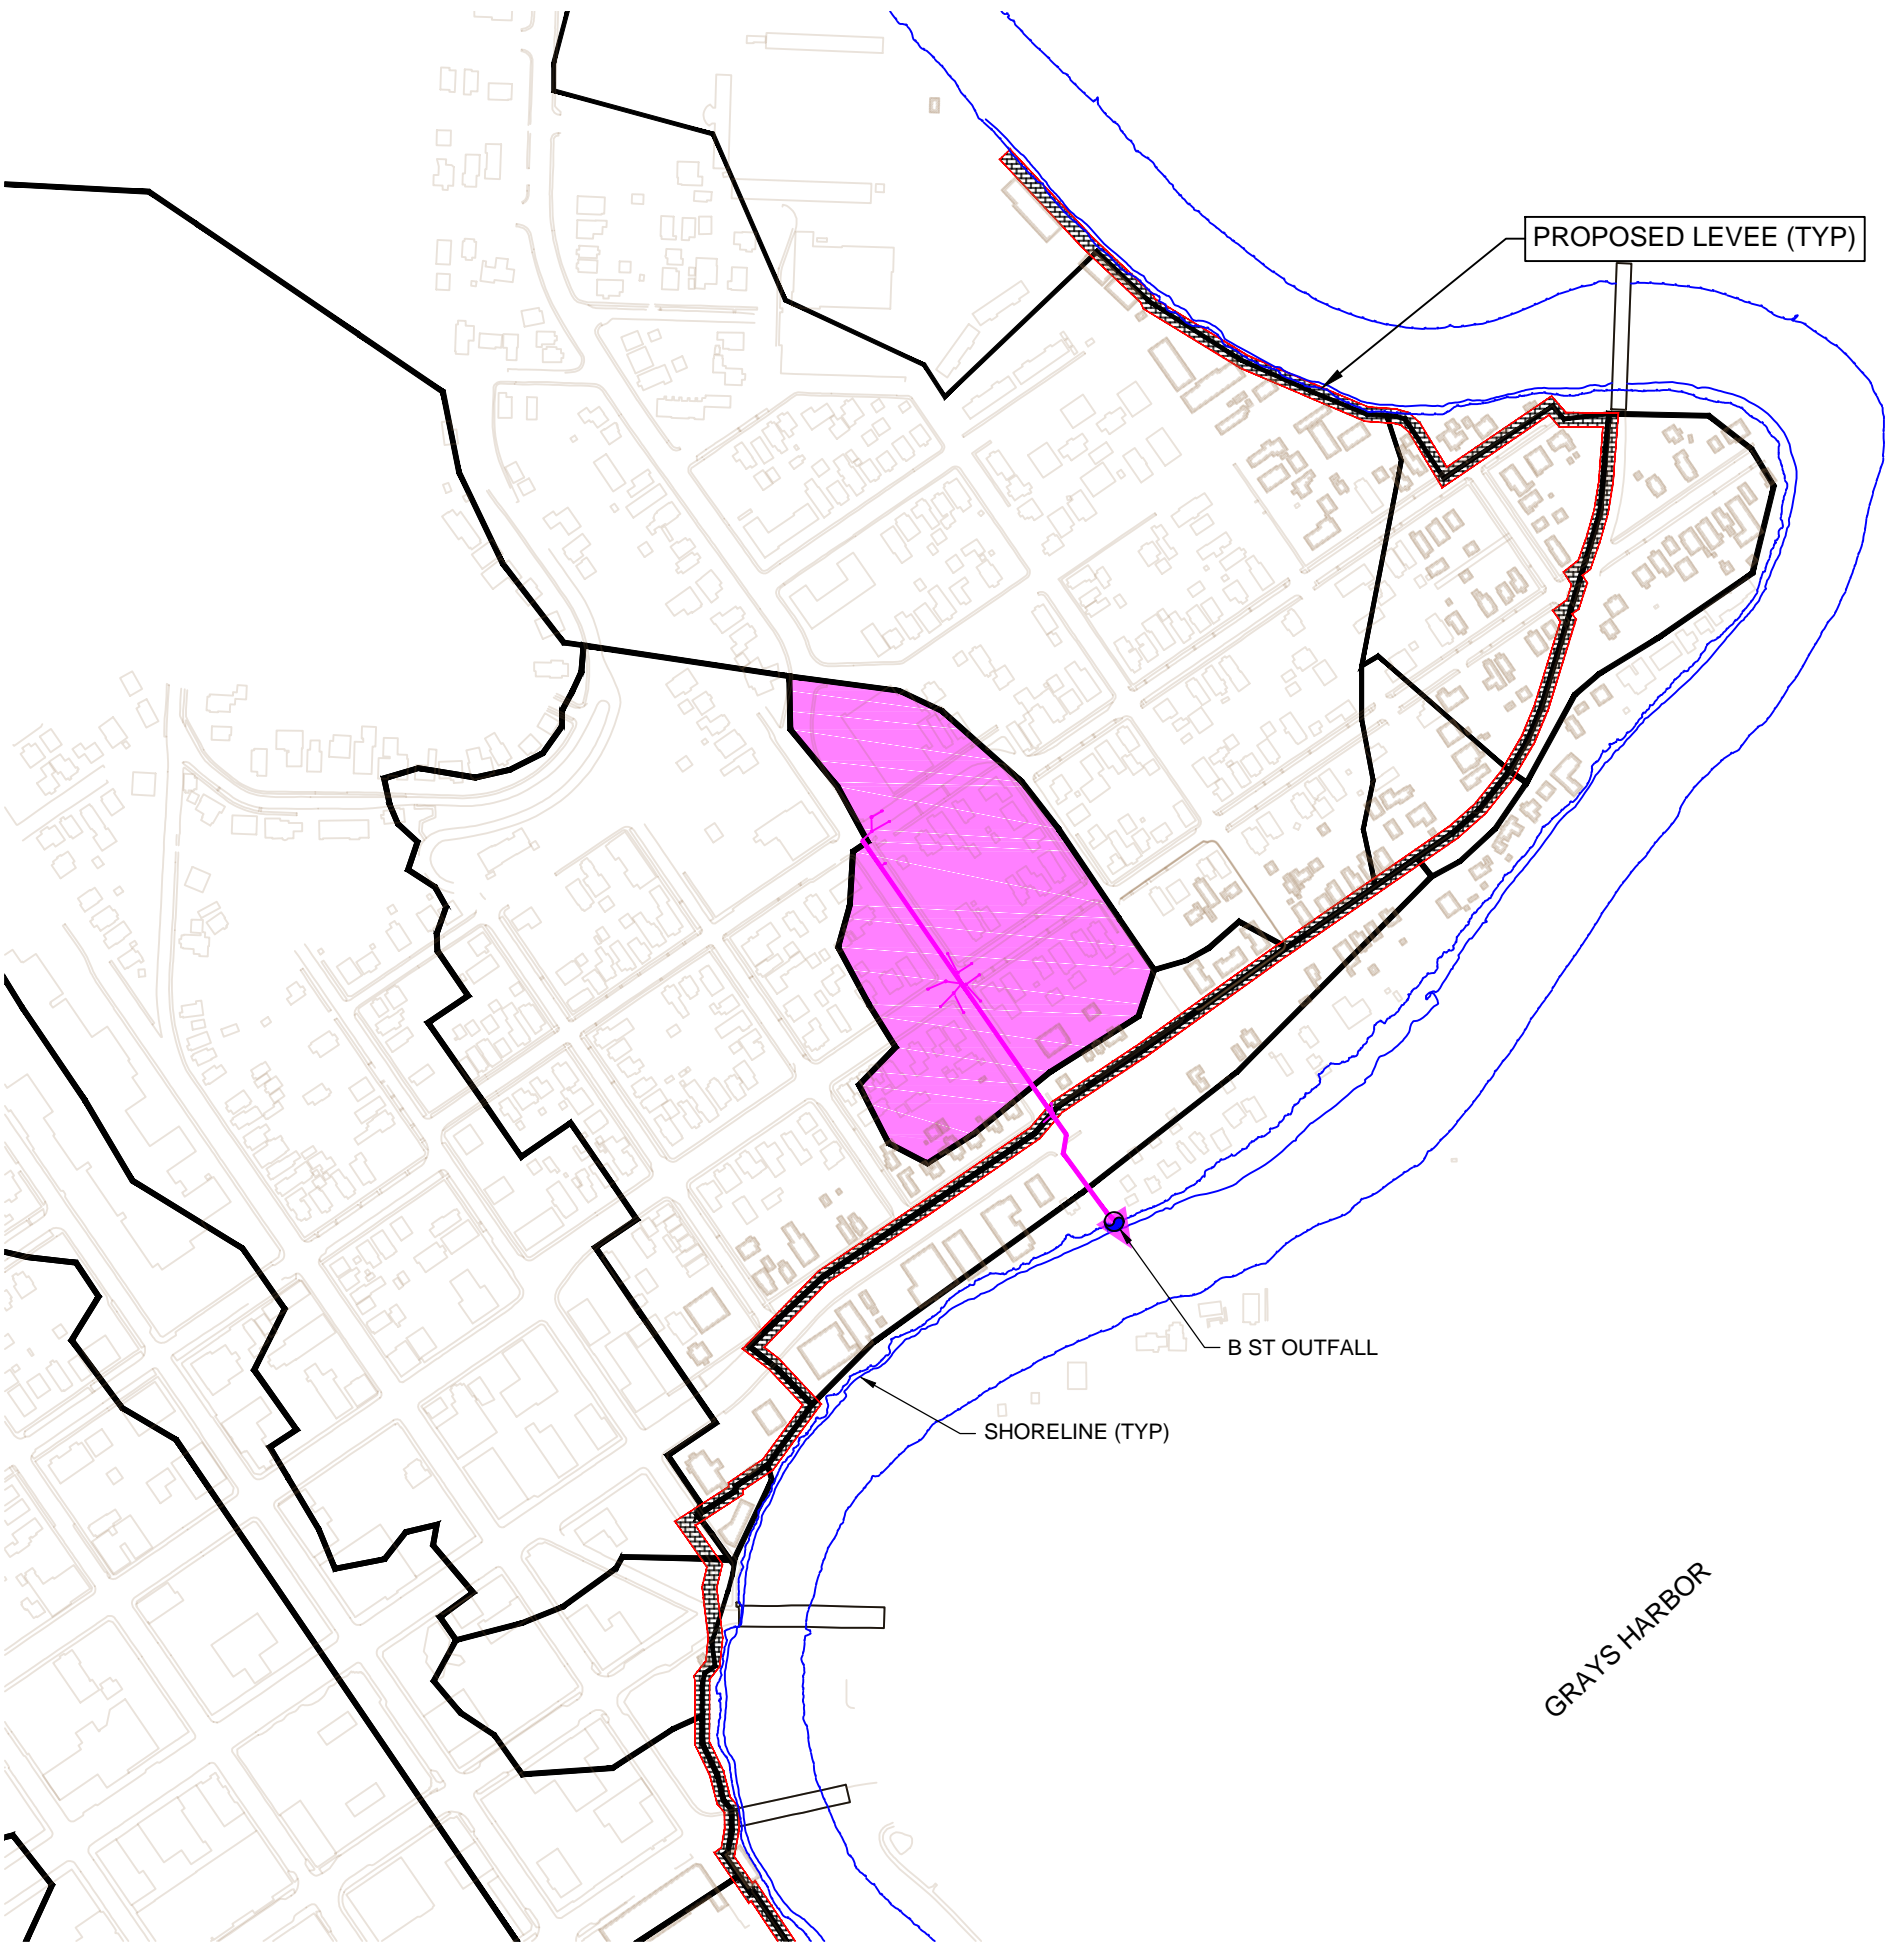 PROPOSED LEVEE (TYP)
B ST OUTFALL
SHORELINE (TYP)
GRAYS HARBOR